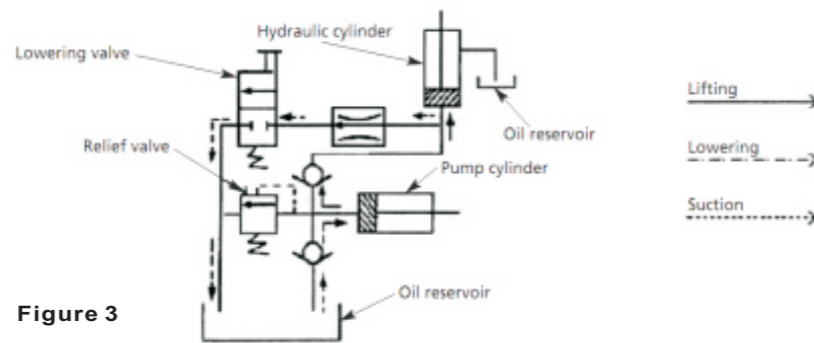 Hydraulic cylinder
Lowering valve
Lifting
Oil reservoir
Relief valve
Lowering
Pump cylinder
Suction
Oil reservoir
Figure 3